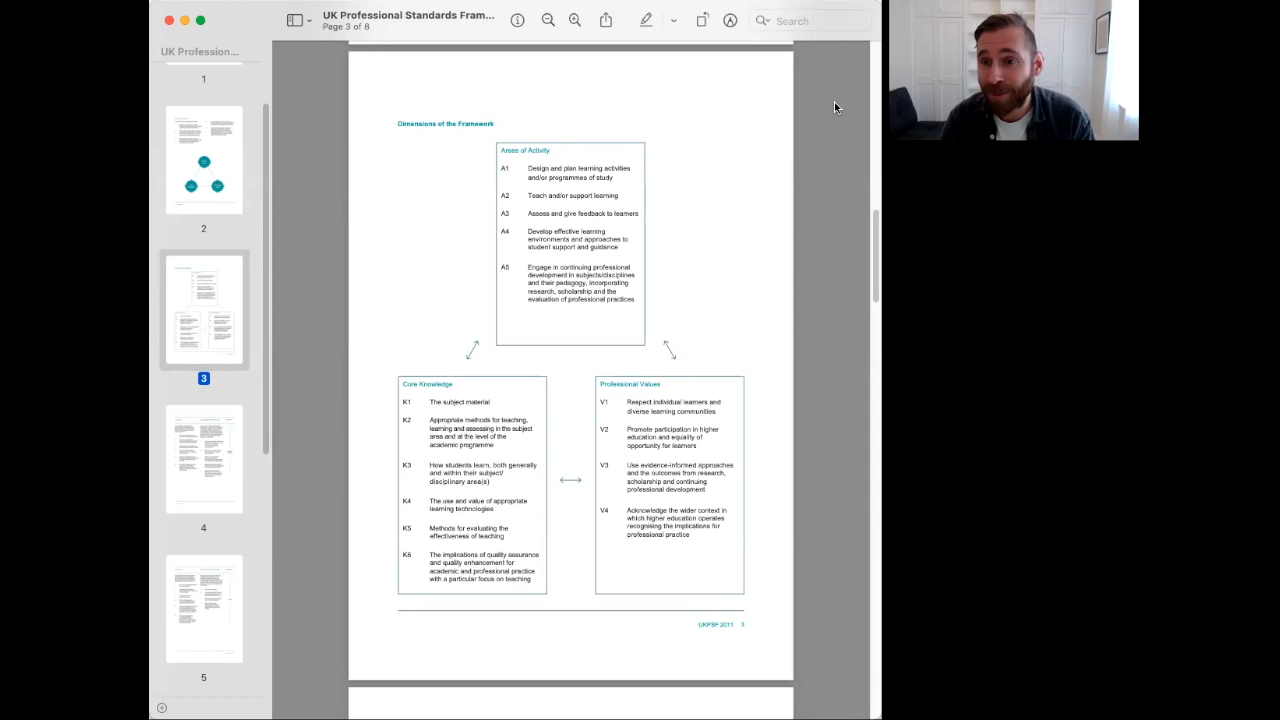 UK Professional Standards Fram...
Page 3 of 8
Search
UK Profession...
1
2
3
4
5
Dimensions of the Framework
Areas of Activity
A1 Design and plan learning activities
and/or programmes of study
A2 Teach and/or support learning
A3 Assess and give feedback to learners
A4 Develop effective learning
environments and approaches to
student support and guidance
A5 Engage in continuing professional
development in subjects/disciplines
and their pedagogy, incorporating
research, scholarship and the
evaluation of professional practices
Core Knowledge
K1 The subject material
K2 Appropriate methods for teaching,
learning and assessing in the subject
area and at the level of the
academic programme
K3 How students learn, both generally
and within their subject/
disciplinary area(s)
K4 The use and value of appropriate
learning technologies
K5 Methods for evaluating the
effectiveness of teaching
K6 The implications of quality assurance
and quality enhancement for
academic and professional practice
with a particular focus on teaching
Professional Values
V1 Respect individual learners and
diverse learning communities
V2 Promote participation in higher
education and equality of
opportunity for learners
V3 Use evidence-informed approaches
and the outcomes from research,
scholarship and continuing
professional development
V4 Acknowledge the wider context in
which higher education operates
recognising the implications for
professional practice
UKPSF 2011 3